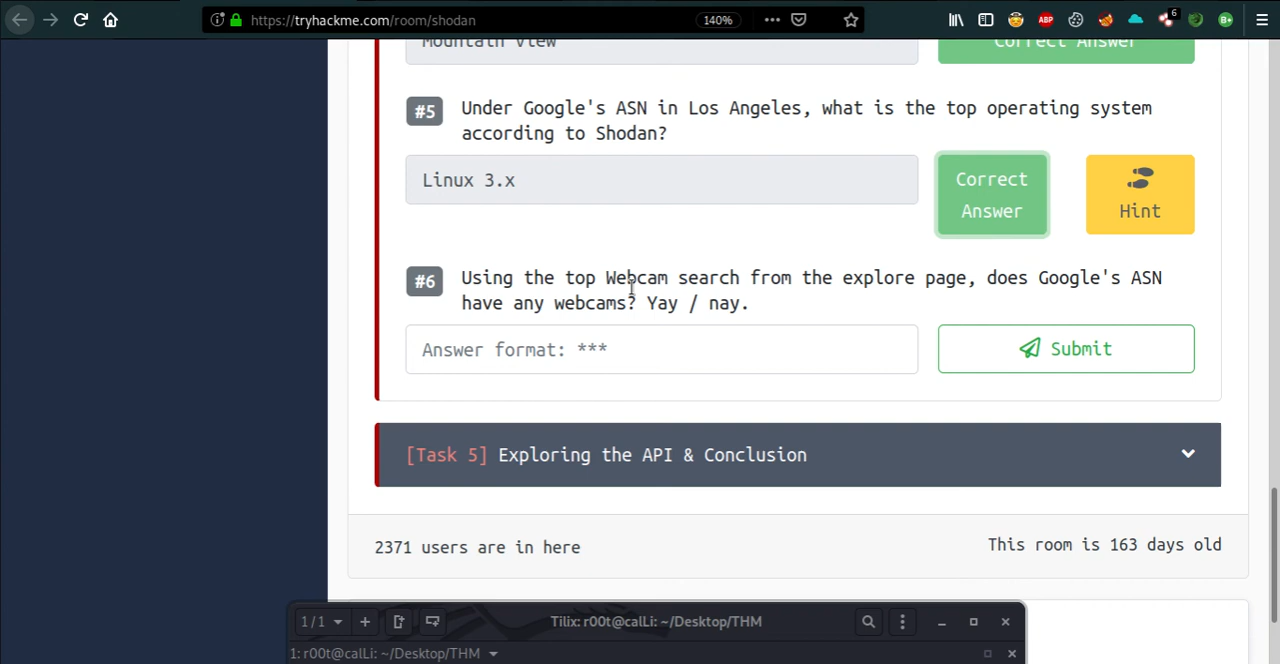 https://tryhackme.com/room/shodan
140%
ABP
6
B+
Mountain View
Correct Answer
#5
Under Google's ASN in Los Angeles, what is the top operating system
according to Shodan?
Linux 3.x
Correct
Answer
Hint
#6
Using the top Webcam search from the explore page, does Google's ASN
have any webcams? Yay / nay.
Answer format: ***
Submit
[Task 5] Exploring the API & Conclusion
2371 users are in here
This room is 163 days old
1 / 1
Tilix: r00t@calLi: ~/Desktop/THM
1: r00t@calLi: ~/Desktop/THM